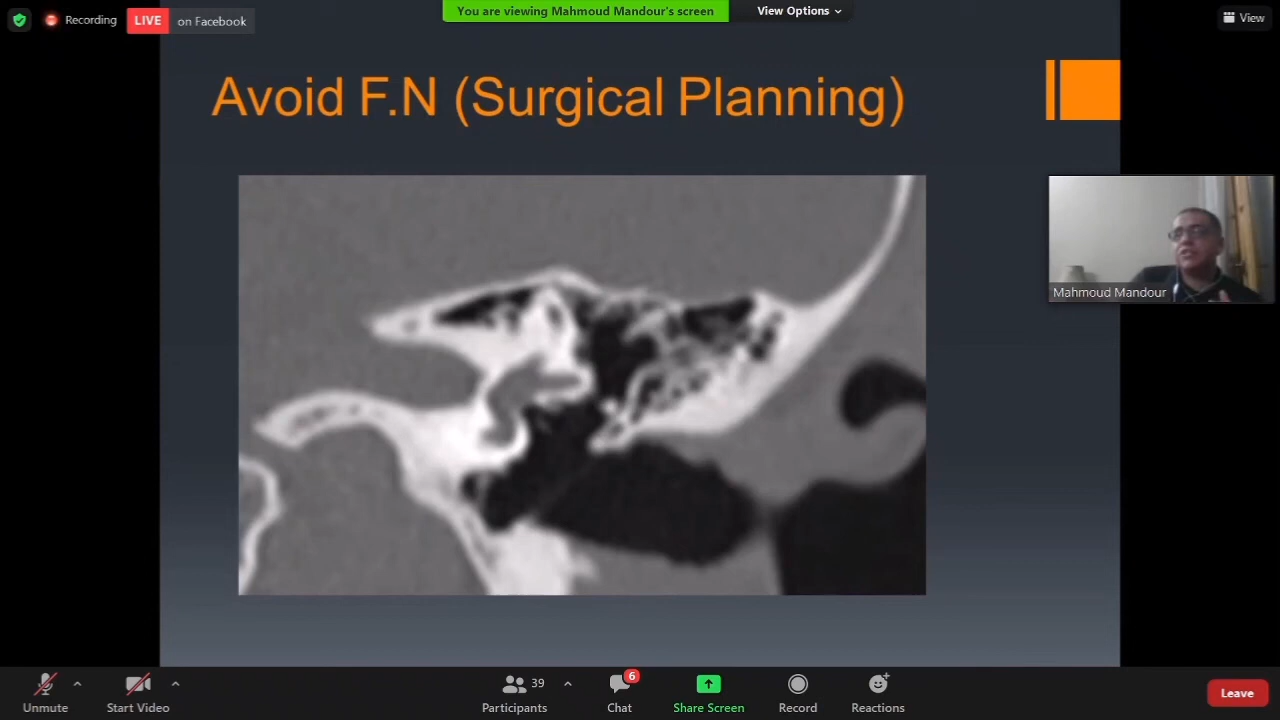 Recording
LIVE on Facebook
You are viewing Mahmoud Mandour's screen
View Options
View
Avoid F.N (Surgical Planning)
Mahmoud Mandour
Unmute
Start Video
39
Participants
6
Chat
Share Screen
Record
Reactions
Leave